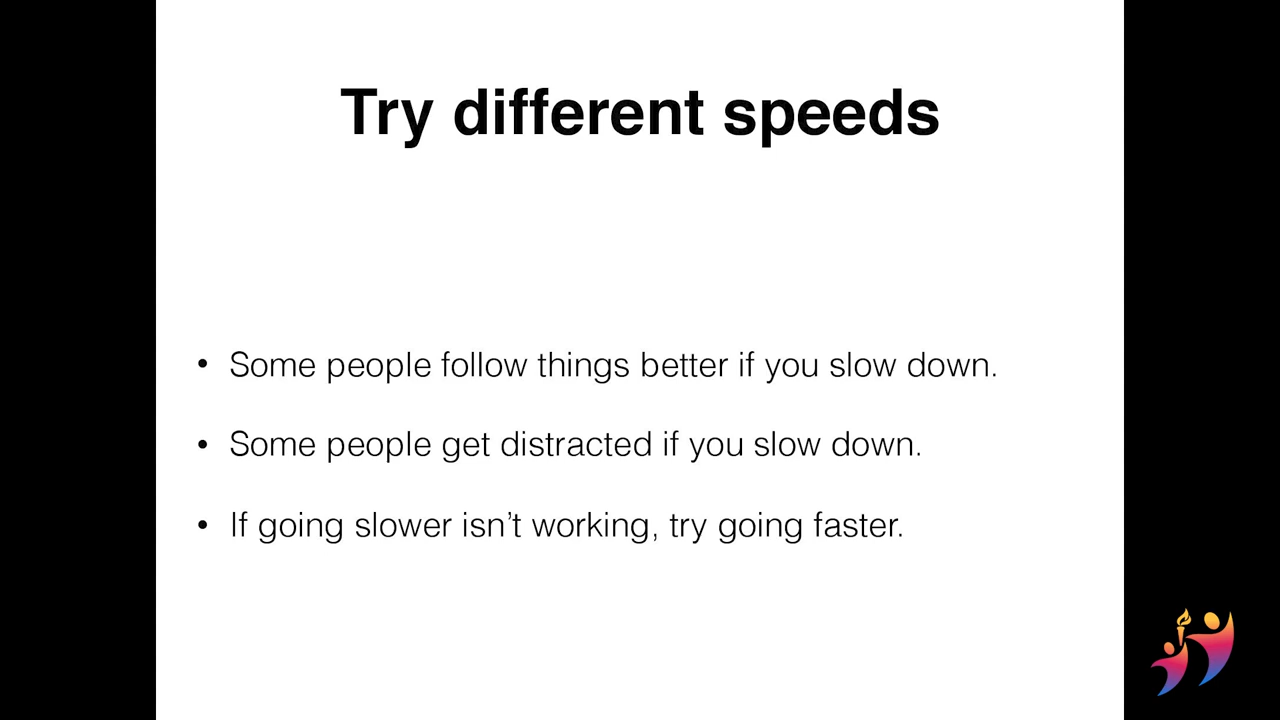 Try different speeds
• Some people follow things better if you slow down.
• Some people get distracted if you slow down.
• If going slower isn’t working, try going faster.